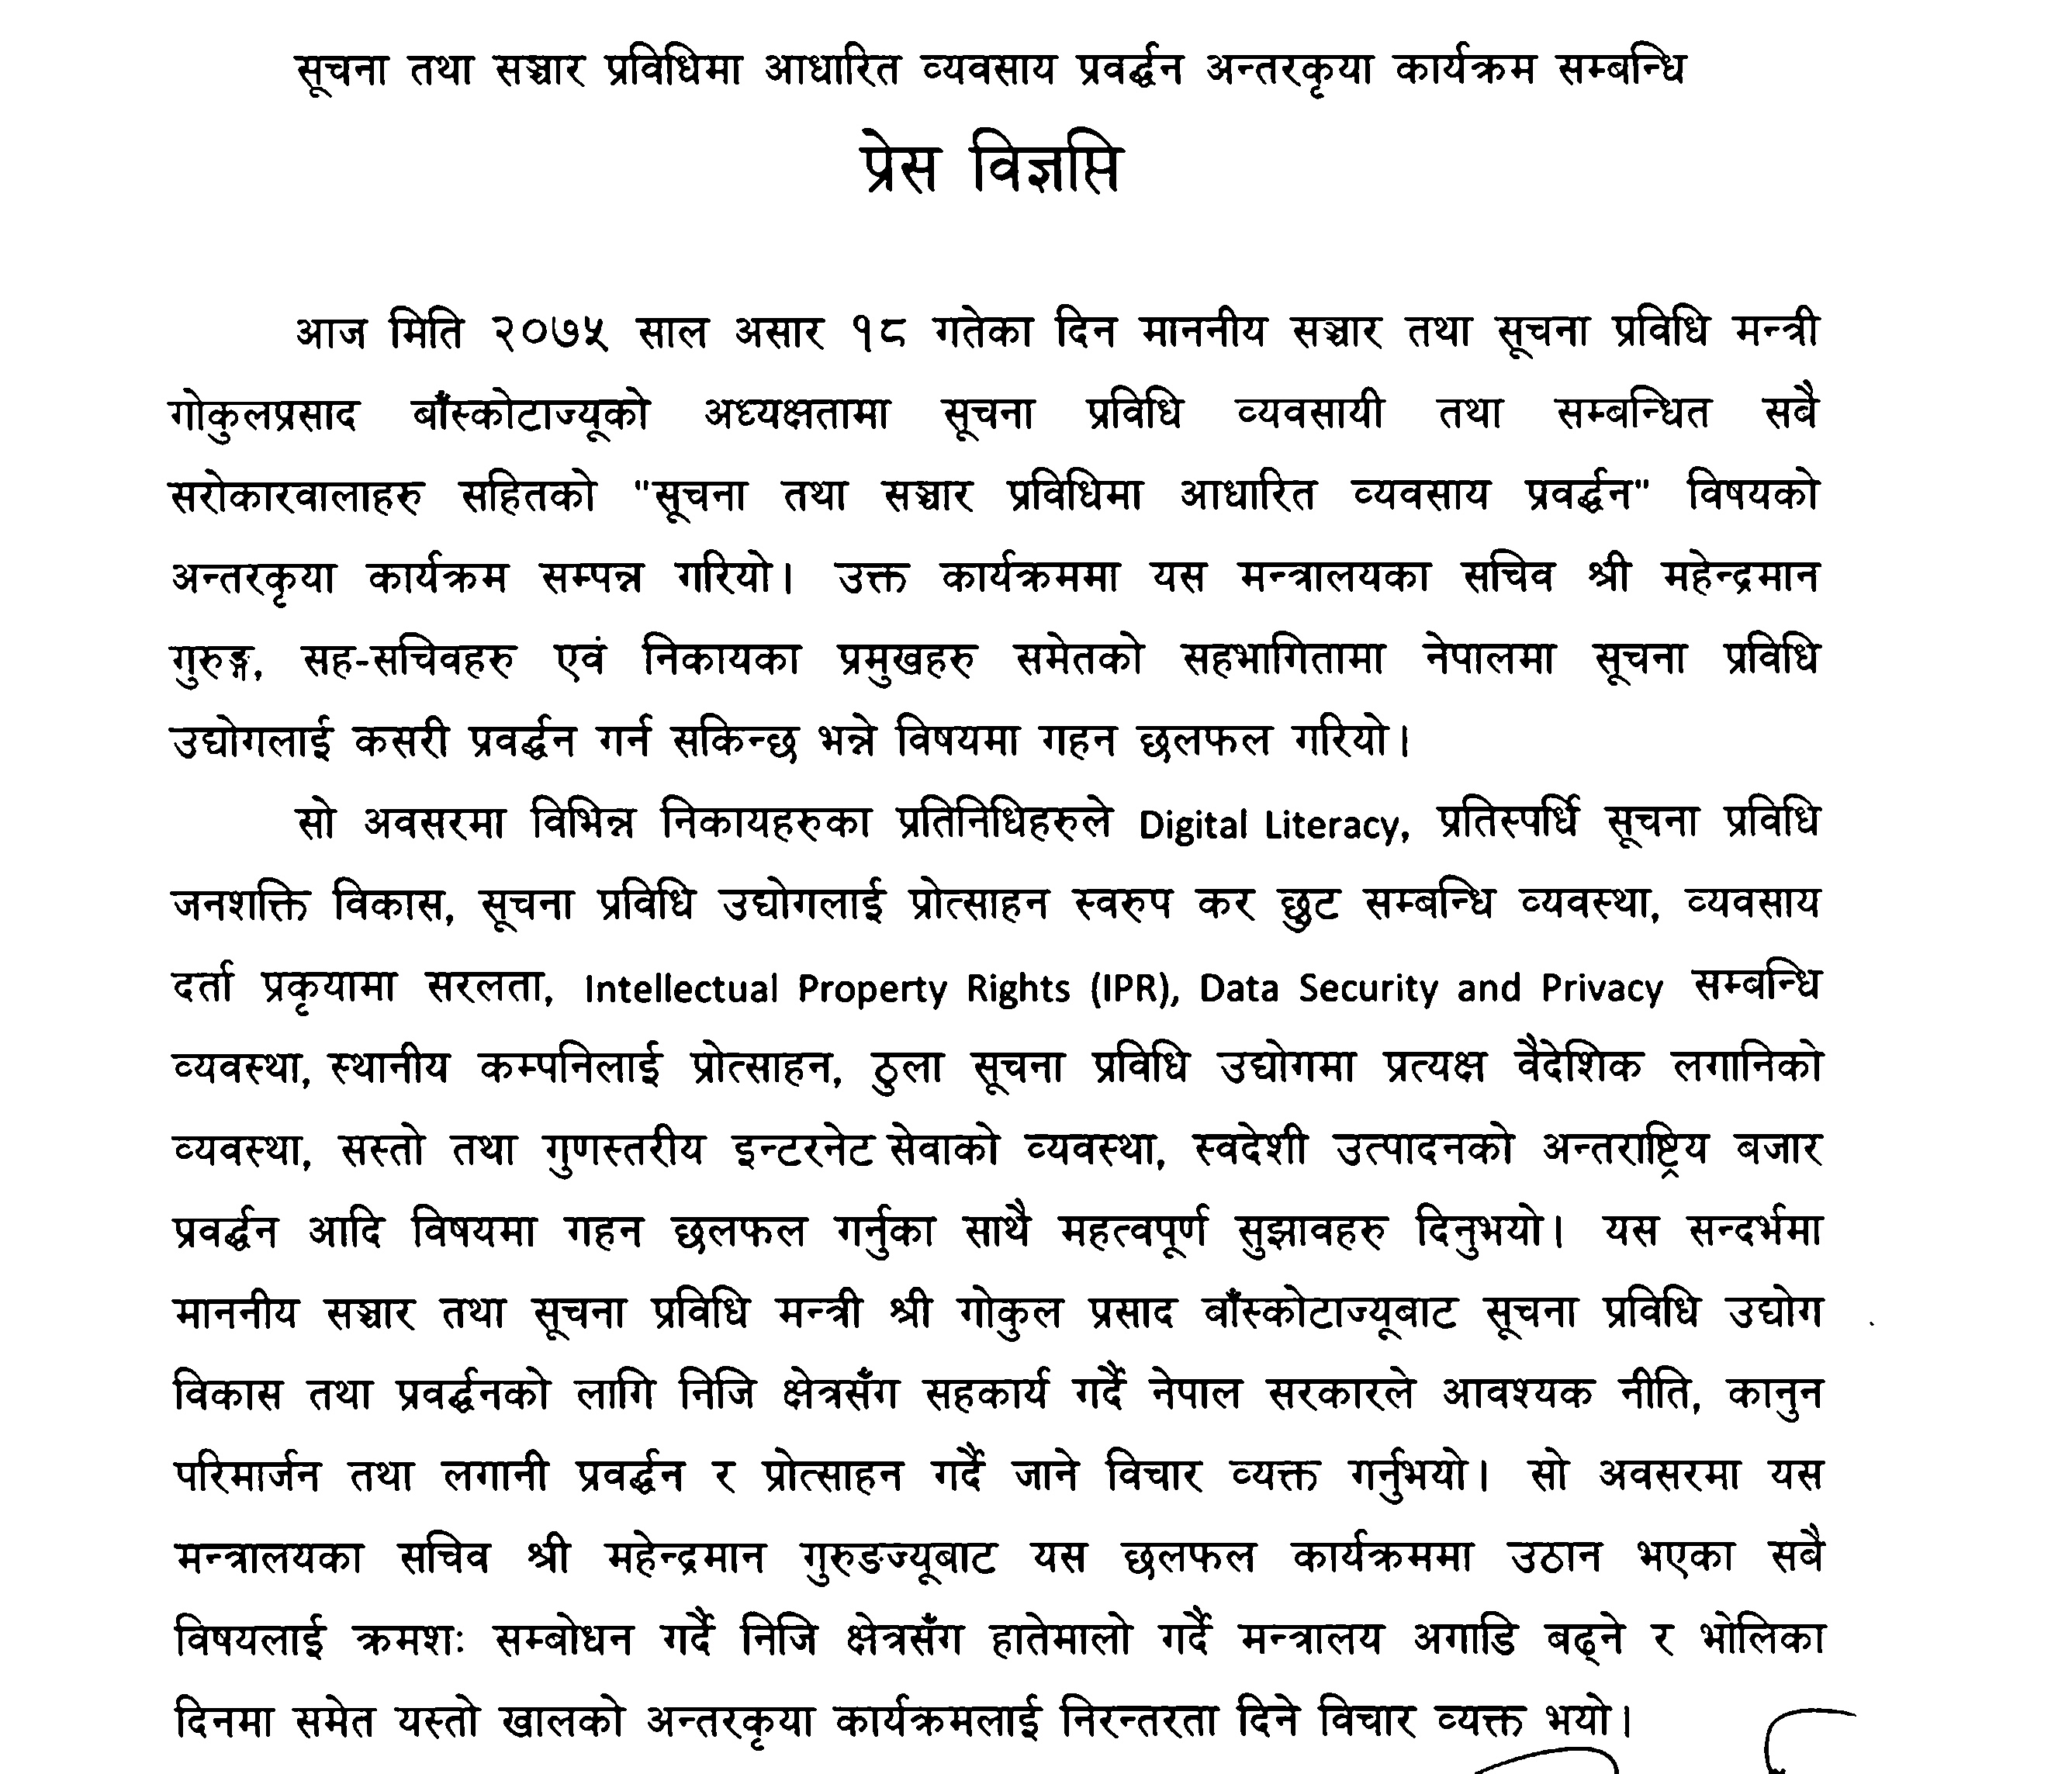 सूचना तथा सञ्चार प्रविधिमा आधारित व्यवसाय प्रवर्द्धन अन्तरकृया कार्यक्रम सम्बन्धि
प्रेस विज्ञप्ति
आज मिति २०७५ साल असार १८ गतेका दिन माननीय सञ्चार तथा सूचना प्रविधि मन्त्री
गोकुलप्रसाद बाँस्कोटाज्यूको अध्यक्षतामा सूचना प्रविधि व्यवसायी तथा सम्बन्धित सबै
सरोकारवालाहरु सहितको "सूचना तथा सञ्चार प्रविधिमा आधारित व्यवसाय प्रवर्द्धन" विषयको
अन्तरकृया कार्यक्रम सम्पन्न गरियो। उक्त कार्यक्रममा यस मन्त्रालयका सचिव श्री महेन्द्रमान
गुरुङ्ग, सह-सचिवहरु एवं निकायका प्रमुखहरु समेतको सहभागितामा नेपालमा सूचना प्रविधि
उद्योगलाई कसरी प्रवर्द्धन गर्न सकिन्छ भन्ने विषयमा गहन छलफल गरियो।
सो अवसरमा विभिन्न निकायहरुका प्रतिनिधिहरुले Digital Literacy, प्रतिस्पर्धि सूचना प्रविधि
जनशक्ति विकास, सूचना प्रविधि उद्योगलाई प्रोत्साहन स्वरुप कर छुट सम्बन्धि व्यवस्था, व्यवसाय
दर्ता प्रकृयामा सरलता, Intellectual Property Rights (IPR), Data Security and Privacy सम्बन्धि
व्यवस्था, स्थानीय कम्पनिलाई प्रोत्साहन, ठुला सूचना प्रविधि उद्योगमा प्रत्यक्ष वैदेशिक लगानिको
व्यवस्था, सस्तो तथा गुणस्तरीय इन्टरनेट सेवाको व्यवस्था, स्वदेशी उत्पादनको अन्तराष्ट्रिय बजार
प्रवर्द्धन आदि विषयमा गहन छलफल गर्नुका साथै महत्वपूर्ण सुझावहरु दिनुभयो। यस सन्दर्भमा
माननीय सञ्चार तथा सूचना प्रविधि मन्त्री श्री गोकुल प्रसाद बाँस्कोटाज्यूबाट सूचना प्रविधि उद्योग
विकास तथा प्रवर्द्धनको लागि निजि क्षेत्रसँग सहकार्य गर्दै नेपाल सरकारले आवश्यक नीति, कानुन
परिमार्जन तथा लगानी प्रवर्द्धन र प्रोत्साहन गर्दै जाने विचार व्यक्त गर्नुभयो। सो अवसरमा यस
मन्त्रालयका सचिव श्री महेन्द्रमान गुरुङज्यूबाट यस छलफल कार्यक्रममा उठान भएका सबै
विषयलाई क्रमशः सम्बोधन गर्दै निजि क्षेत्रसँग हातेमालो गर्दै मन्त्रालय अगाडि बढ्ने र भोलिका
दिनमा समेत यस्तो खालको अन्तरकृया कार्यक्रमलाई निरन्तरता दिने विचार व्यक्त भयो।